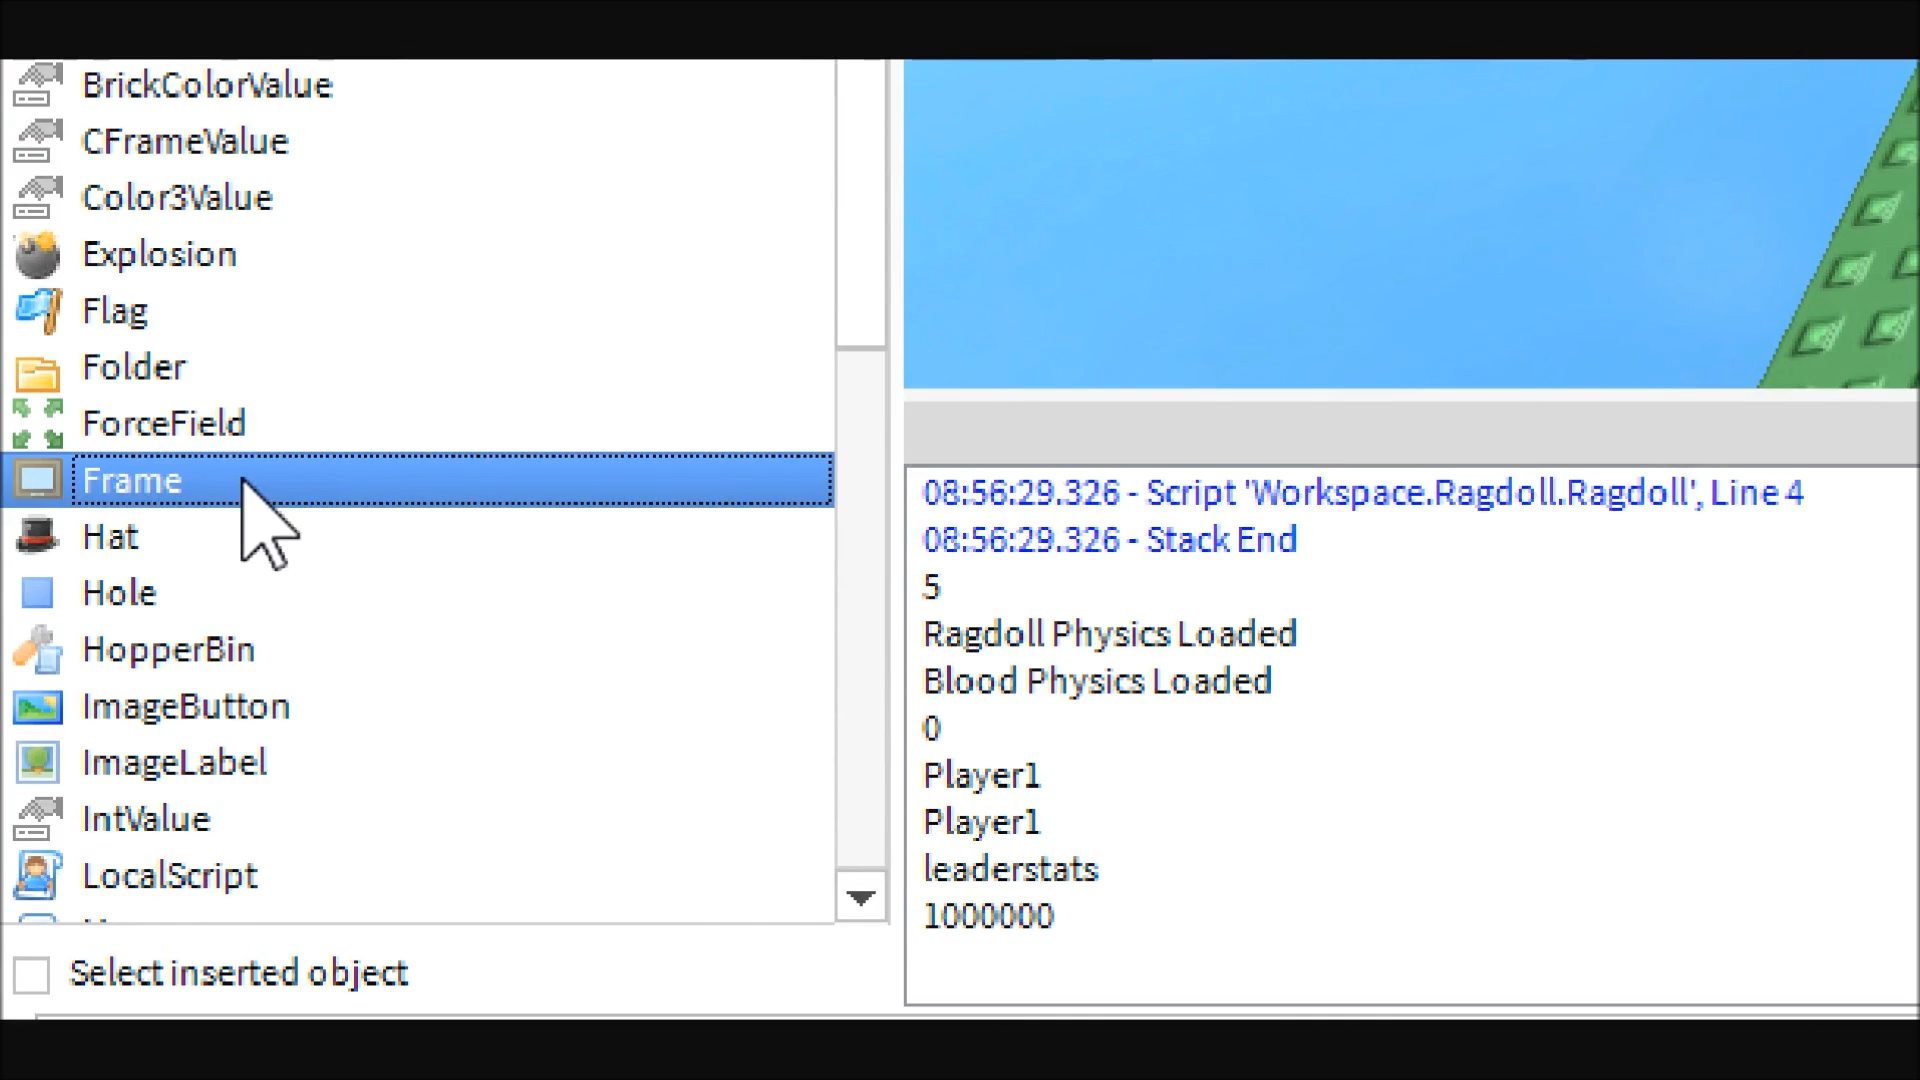 BrickColorValue
CFrameValue
Color3Value
Explosion
Flag
Folder
ForceField
Frame
Hat
Hole
HopperBin
ImageButton
ImageLabel
IntValue
LocalScript
Select inserted object
08:56:29.326 - Script 'Workspace.Ragdoll.Ragdoll', Line 4
08:56:29.326 - Stack End
5
Ragdoll Physics Loaded
Blood Physics Loaded
0
Player1
Player1
leaderstats
1000000